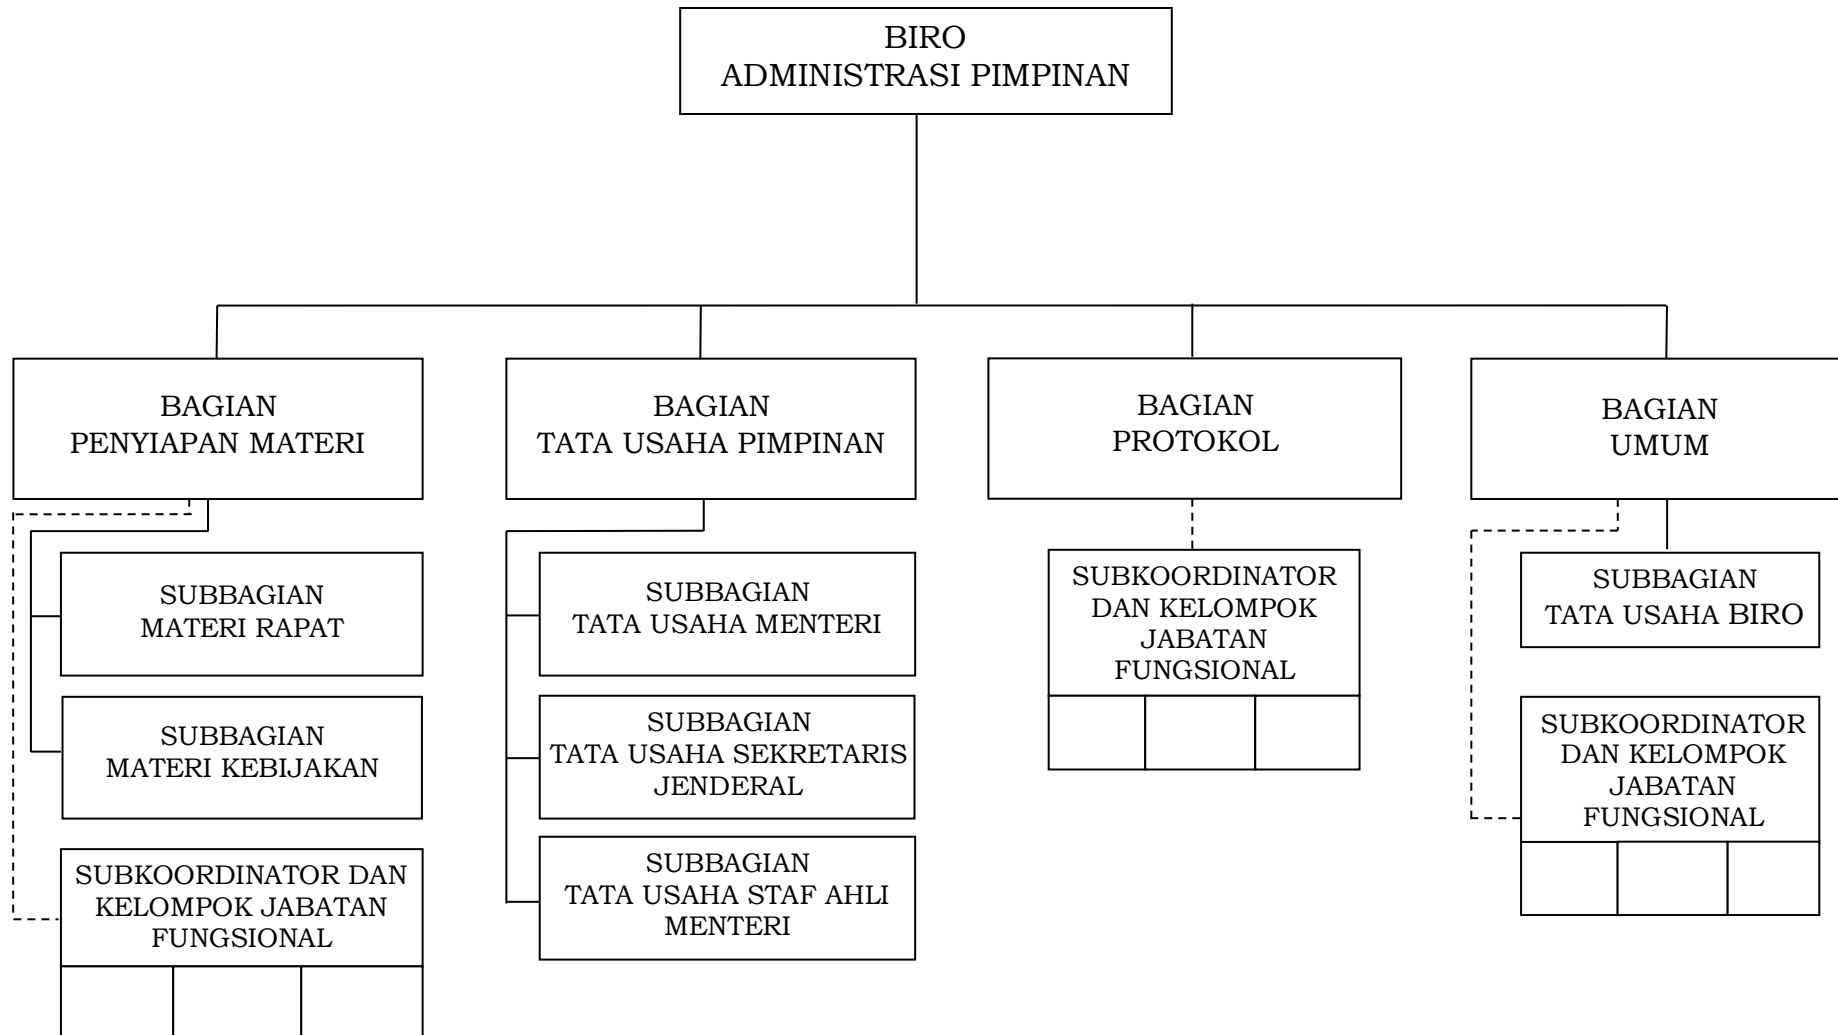 BIRO
ADMINISTRASI PIMPINAN
BAGIAN
PENYIAPAN MATERI
BAGIAN
TATA USAHA PIMPINAN
BAGIAN
PROTOKOL
BAGIAN
UMUM
SUBBAGIAN
MATERI RAPAT
SUBBAGIAN
MATERI KEBIJAKAN
SUBKOORDINATOR DAN
KELOMPOK JABATAN
FUNGSIONAL
SUBBAGIAN
TATA USAHA MENTERI
SUBBAGIAN
TATA USAHA SEKRETARIS
JENDERAL
SUBBAGIAN
TATA USAHA STAF AHLI
MENTERI
SUBKOORDINATOR
DAN KELOMPOK
JABATAN
FUNGSIONAL
SUBBAGIAN
TATA USAHA BIRO
SUBKOORDINATOR
DAN KELOMPOK
JABATAN
FUNGSIONAL